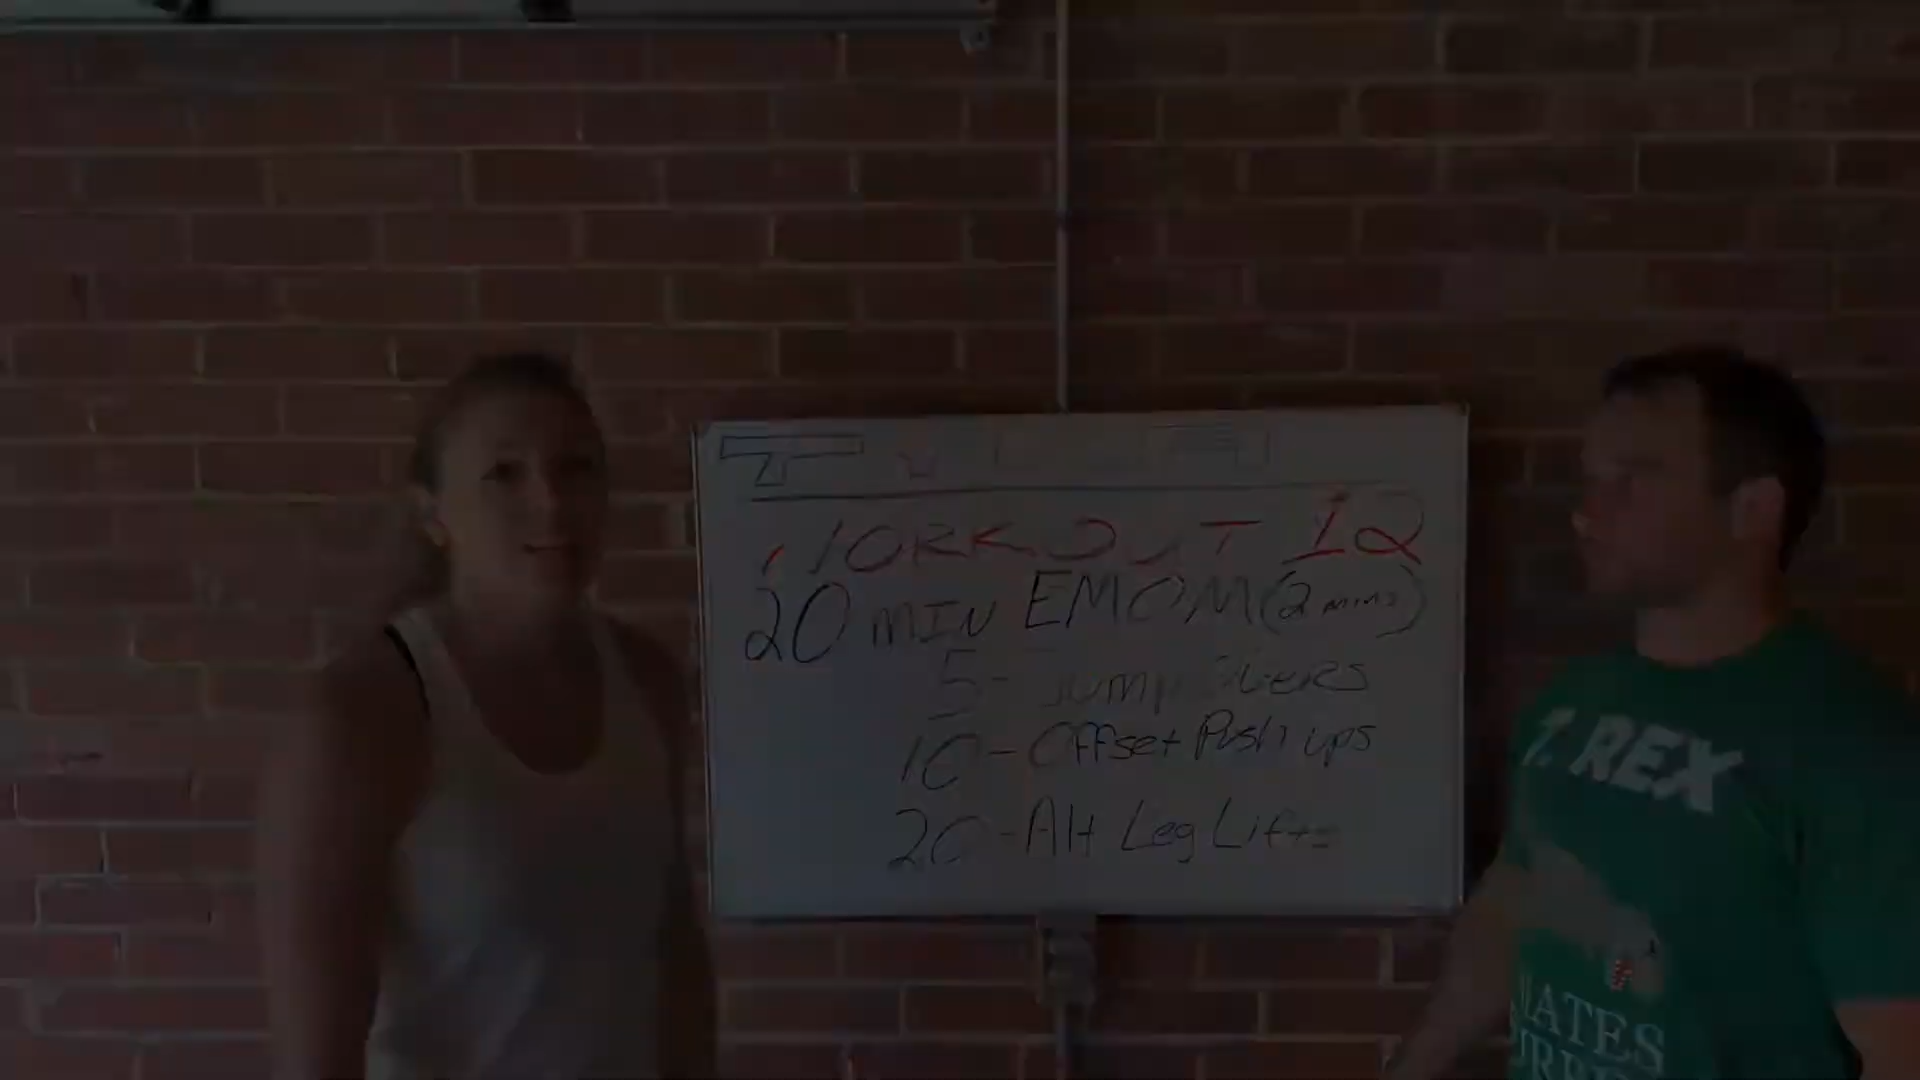 WORKOUT 12
20 MIN EMOM (2 mins)
5 - Jump Overs
10 - Offset Push ups
20 - Alt Leg Lifts
T. REX